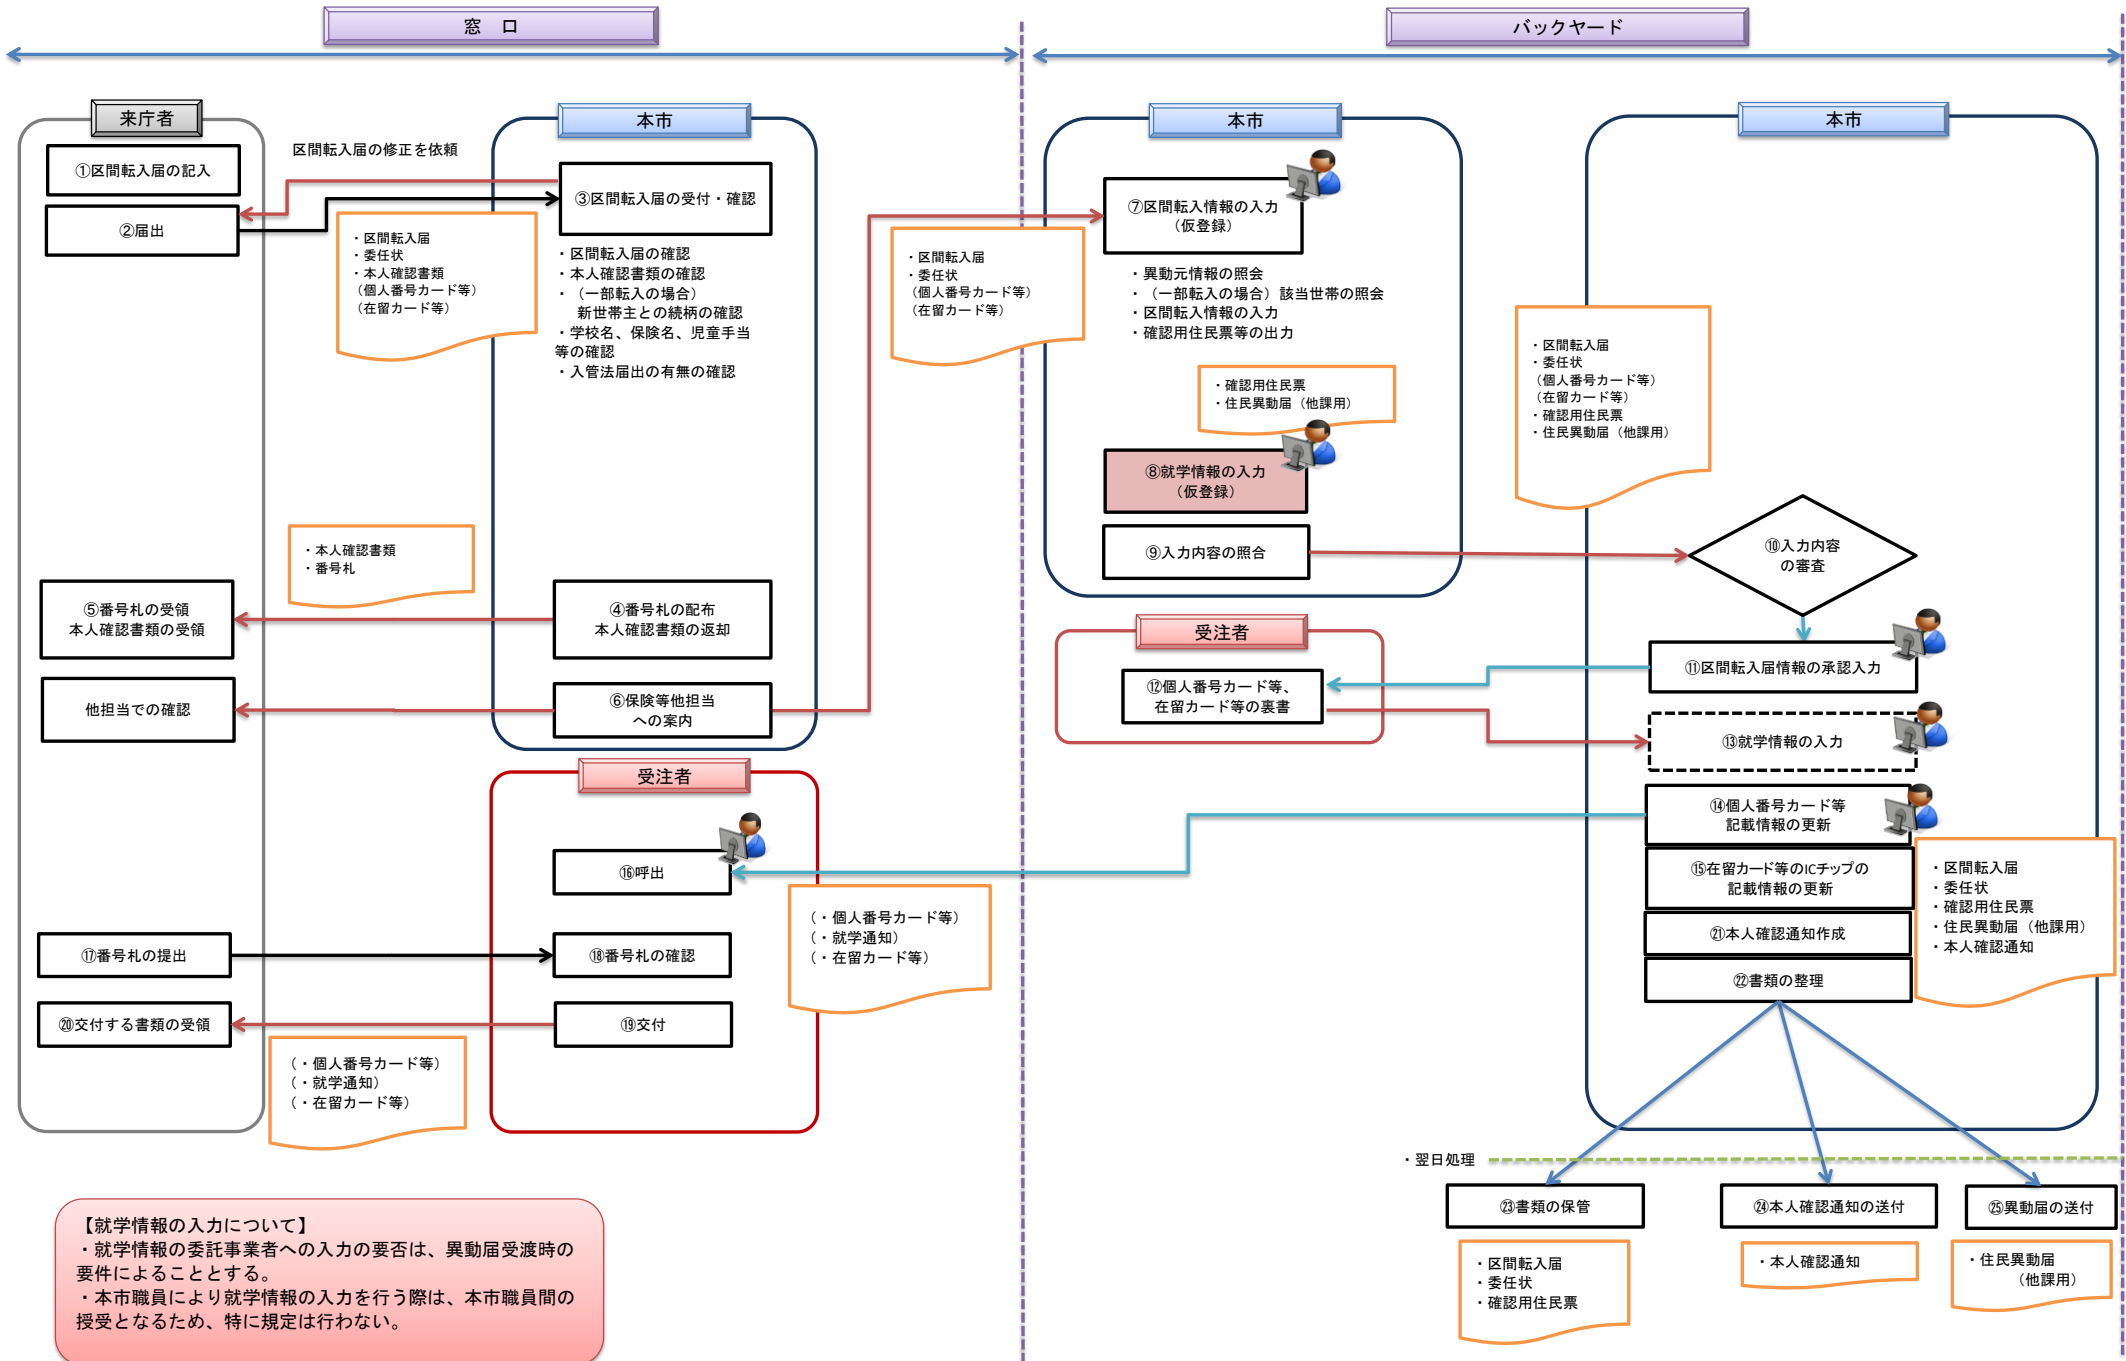 窓　口
バックヤード
来庁者
本市
本市
本市
①区間転入届の記入
区間転入届の修正を依頼
②届出
③区間転入届の受付・確認
・区間転入届
・委任状
・本人確認書類
（個人番号カード等）
（在留カード等）
・区間転入届の確認
・本人確認書類の確認
・（一部転入の場合）
新世帯主との続柄の確認
・学校名、保険名、児童手当
等の確認
・入管法届出の有無の確認
・区間転入届
・委任状
（個人番号カード等）
（在留カード等）
⑦区間転入情報の入力
（仮登録）
・異動元情報の照会
・（一部転入の場合）該当世帯の照会
・区間転入情報の入力
・確認用住民票等の出力
・確認用住民票
・住民異動届（他課用）
⑧就学情報の入力
（仮登録）
⑨入力内容の照合
・区間転入届
・委任状
（個人番号カード等）
（在留カード等）
・確認用住民票
・住民異動届（他課用）
⑩入力内容
の審査
・本人確認書類
・番号札
⑤番号札の受領
本人確認書類の受領
④番号札の配布
本人確認書類の返却
他担当での確認
⑥保険等他担当
への案内
受注者
⑫個人番号カード等、
在留カード等の裏書
⑪区間転入届情報の承認入力
⑬就学情報の入力
⑭個人番号カード等
記載情報の更新
⑮在留カード等のICチップの
記載情報の更新
㉑本人確認通知作成
㉒書類の整理
・区間転入届
・委任状
・確認用住民票
・住民異動届（他課用）
・本人確認通知
受注者
⑯呼出
（・個人番号カード等）
（・就学通知）
（・在留カード等）
⑰番号札の提出
⑱番号札の確認
⑳交付する書類の受領
⑲交付
（・個人番号カード等）
（・就学通知）
（・在留カード等）
・翌日処理
㉓書類の保管
㉔本人確認通知の送付
㉕異動届の送付
・区間転入届
・委任状
・確認用住民票
・本人確認通知
・住民異動届
（他課用）
【就学情報の入力について】
・就学情報の委託事業者への入力の要否は、異動届受渡時の
要件によることとする。
・本市職員により就学情報の入力を行う際は、本市職員間の
授受となるため、特に規定は行わない。